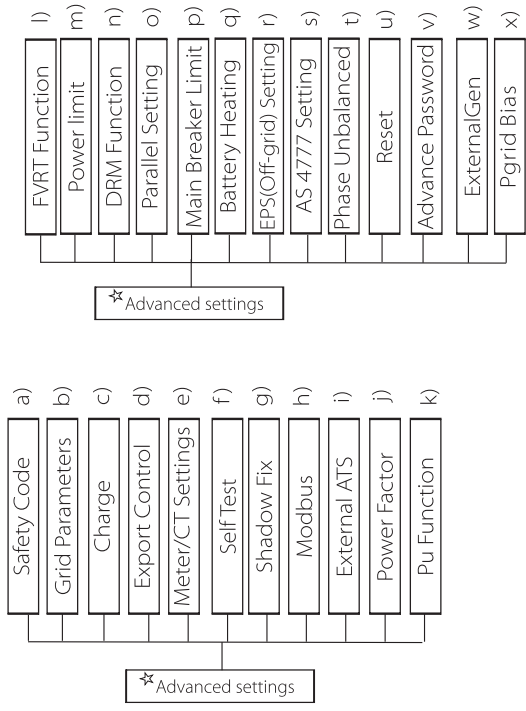 ☆Advanced settings
Safety Code a)
Grid Parameters b)
Charge c)
Export Control d)
Meter/CT Settings e)
Self Test f)
Shadow Fix g)
Modbus h)
External ATS i)
Power Factor j)
Pu Function k)
☆Advanced settings
FVRT Function l)
Power limit m)
DRM Function n)
Parallel Setting o)
Main Breaker Limit p)
Battery Heating q)
EPS(Off-grid) Setting r)
AS 4777 Setting s)
Phase Unbalanced t)
Reset u)
Advance Password v)
ExternalGen w)
Pgrid Bias x)